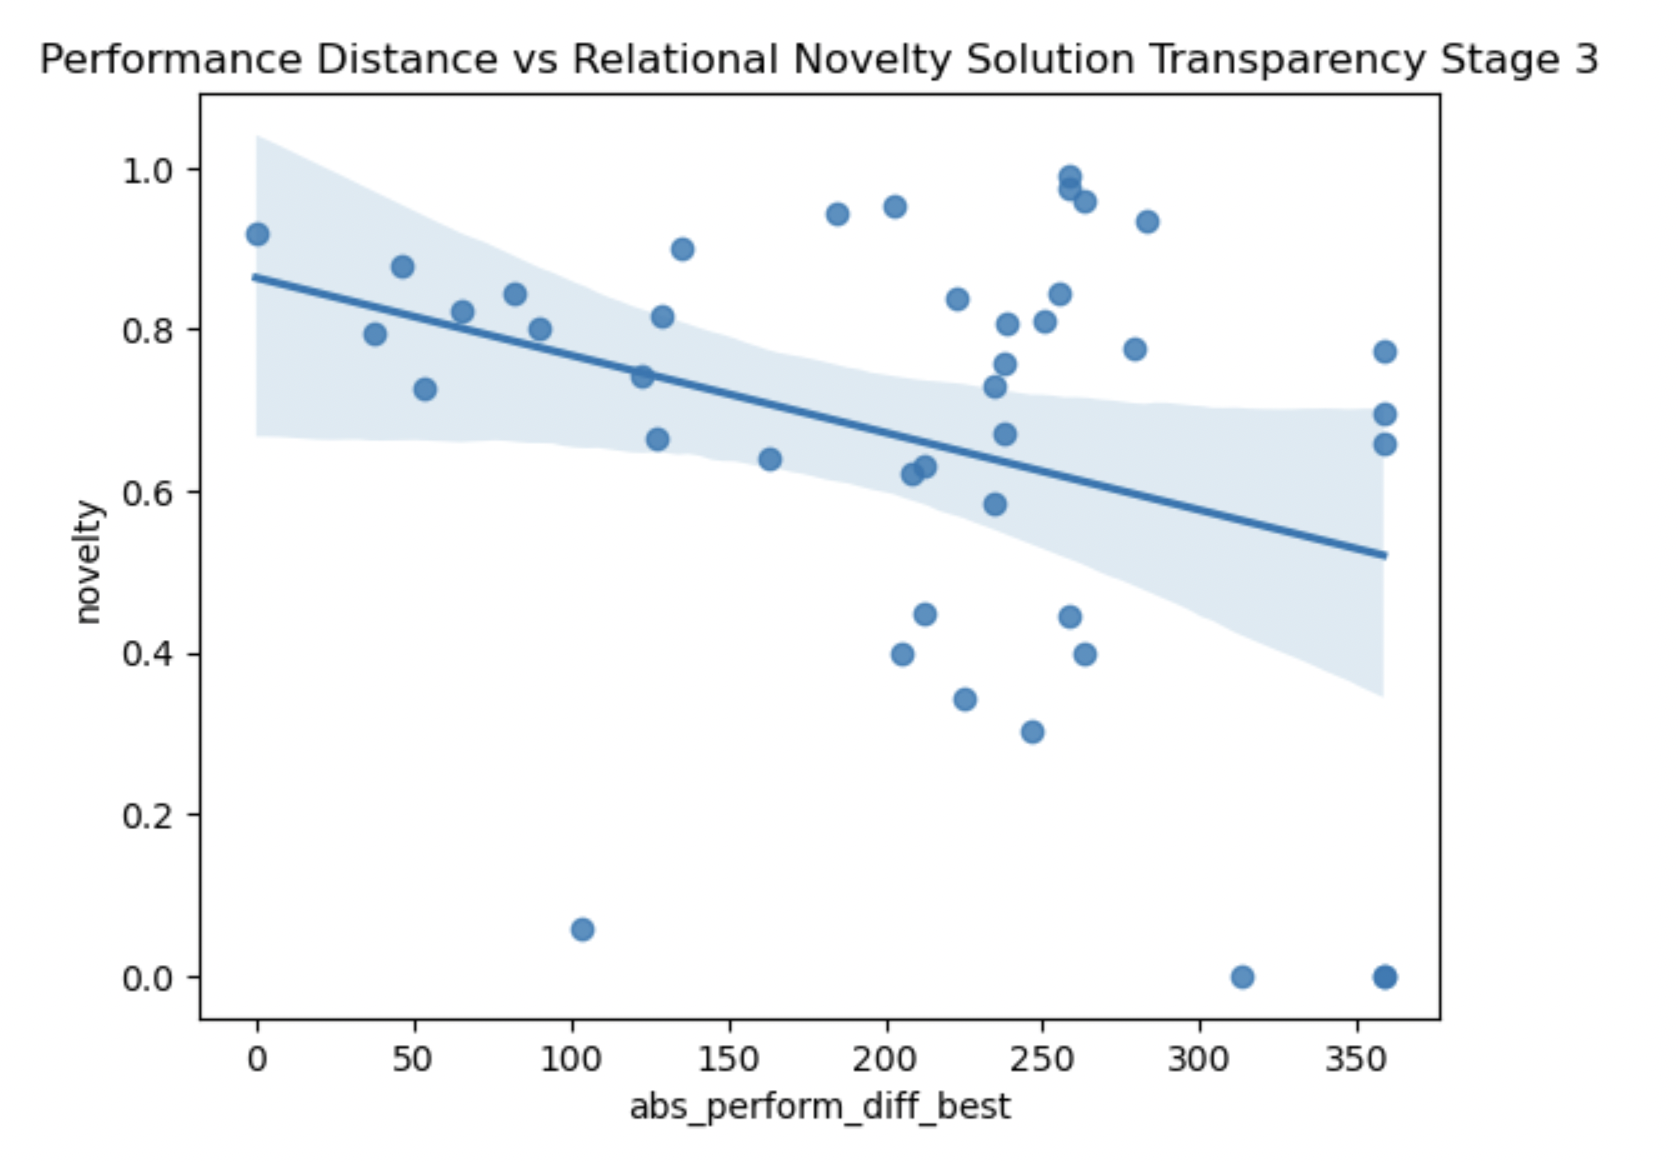 Performance Distance vs Relational Novelty Solution Transparency Stage 3
1.0
0.8
0.6
0.4
0.2
0.0
novelty
0 50 100 150 200 250 300 350
abs_perform_diff_best